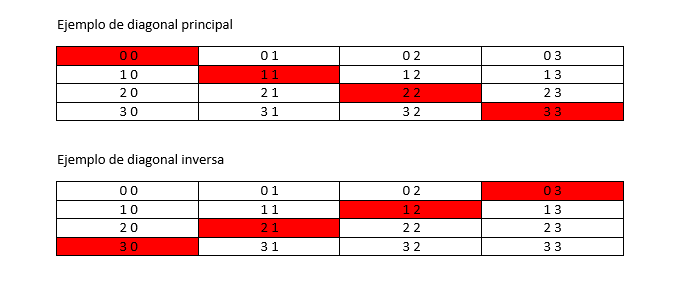 Ejemplo de diagonal principal
0 0 0 1 0 2 0 3
1 0 1 1 1 2 1 3
2 0 2 1 2 2 2 3
3 0 3 1 3 2 3 3
Ejemplo de diagonal inversa
0 0 0 1 0 2 0 3
1 0 1 1 1 2 1 3
2 0 2 1 2 2 2 3
3 0 3 1 3 2 3 3